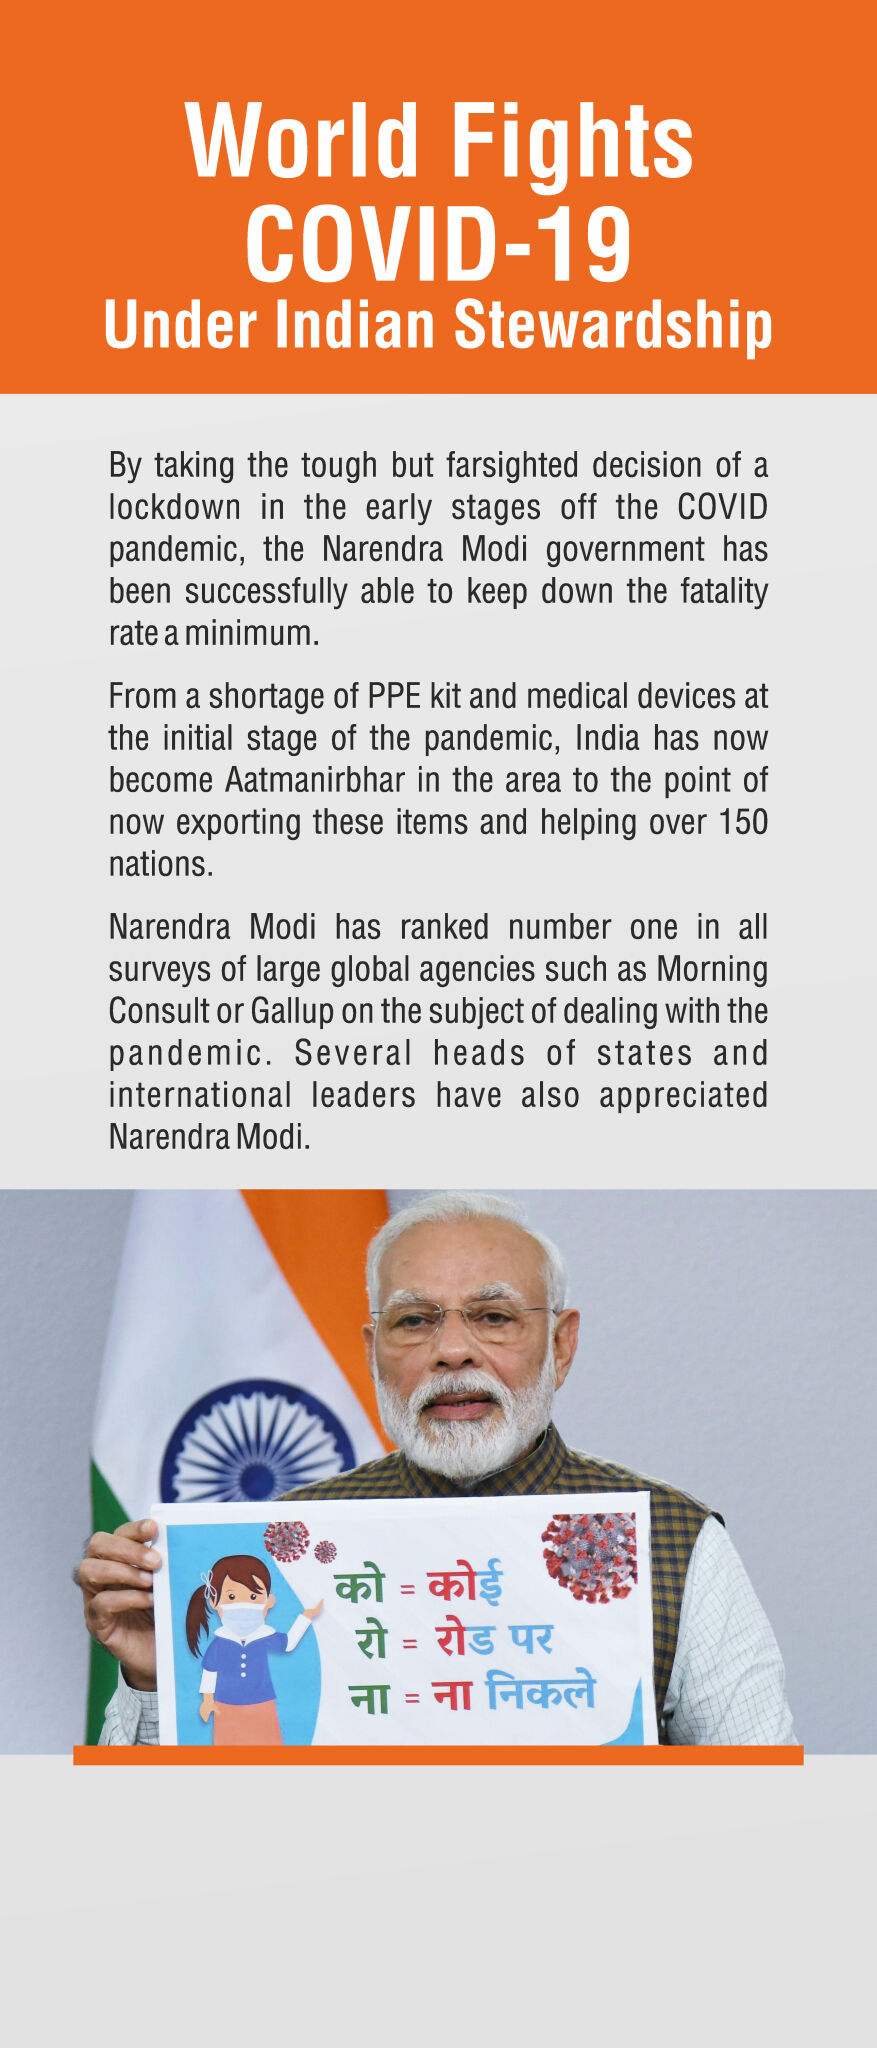 World Fights
COVID-19
Under Indian Stewardship
By taking the tough but farsighted decision of a
lockdown in the early stages off the COVID
pandemic, the Narendra Modi government has
been successfully able to keep down the fatality
rate a minimum.
From a shortage of PPE kit and medical devices at
the initial stage of the pandemic, India has now
become Aatmanirbhar in the area to the point of
now exporting these items and helping over 150
nations.
Narendra Modi has ranked number one in all
surveys of large global agencies such as Morning
Consult or Gallup on the subject of dealing with the
pandemic. Several heads of states and
international leaders have also appreciated
Narendra Modi.
को = कोई
रो = रोड पर
ना = ना निकले